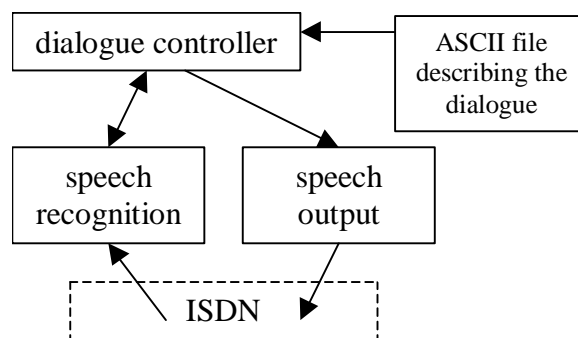 dialogue controller
ASCII file
describing the
dialogue
speech
recognition
speech
output
ISDN